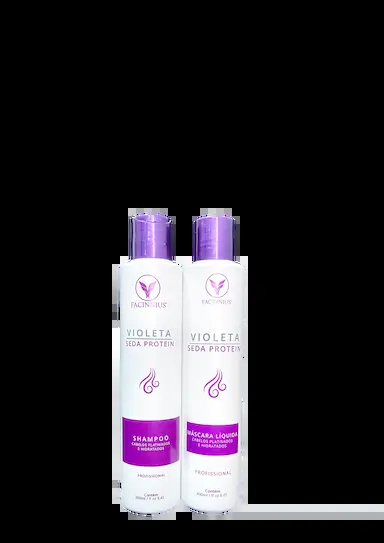 FACINNIUS
VIOLETA
SEDA PROTEIN
SHAMPOO
CABELOS PLATINADOS
E HIDRATADOS
PROFISSIONAL
Contém:
FACINNIUS
VIOLETA
SEDA PROTEIN
MÁSCARA LÍQUIDA
CABELOS PLATINADOS
E HIDRATADOS
PROFISSIONAL